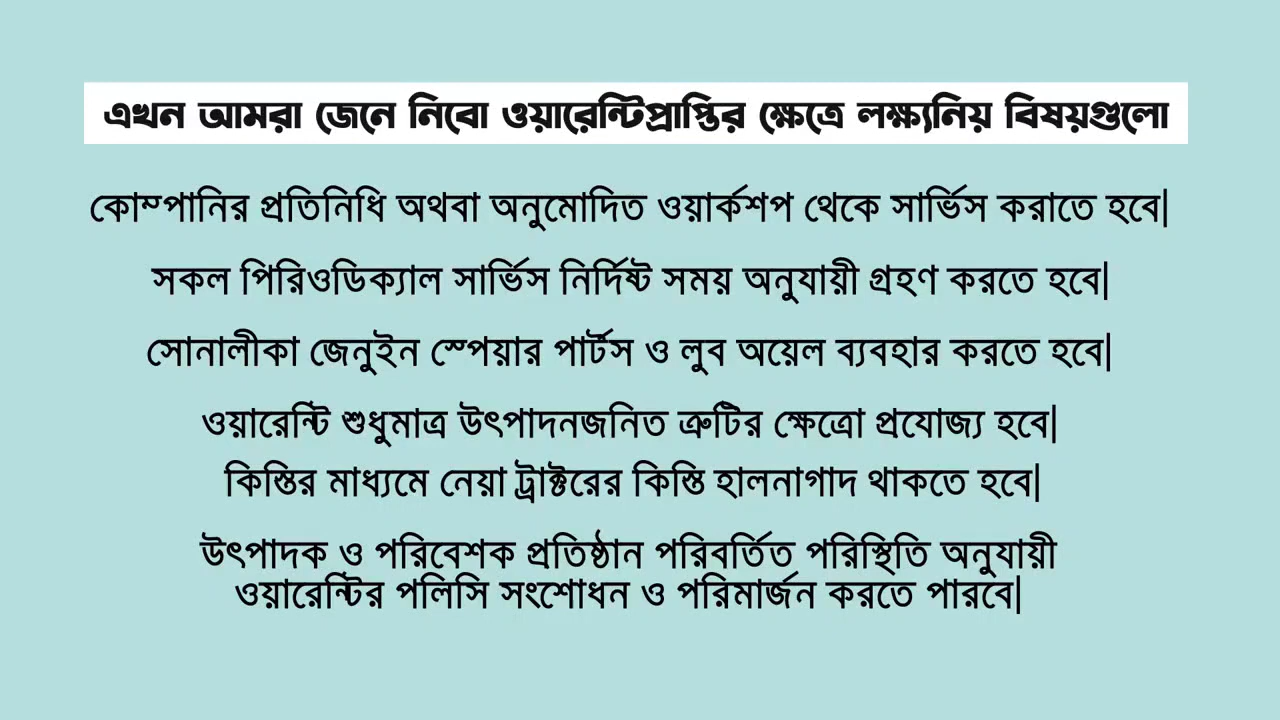 এখন আমরা জেনে নিবো ওয়ারেন্টিপ্রাপ্তির ক্ষেত্রে লক্ষ্যনিয় বিষয়গুলো
কোম্পানির প্রতিনিধি অথবা অনুমোদিত ওয়ার্কশপ থেকে সার্ভিস করাতে হবে|
সকল পিরিওডিক্যাল সার্ভিস নির্দিষ্ট সময় অনুযায়ী গ্রহণ করতে হবে|
সোনালীকা জেনুইন স্পেয়ার পার্টস ও লুব অয়েল ব্যবহার করতে হবে|
ওয়ারেন্টি শুধুমাত্র উৎপাদনজনিত ত্রুটির ক্ষেত্রো প্রযোজ্য হবে|
কিস্তির মাধ্যমে নেয়া ট্রাক্টরের কিস্তি হালনাগাদ থাকতে হবে|
উৎপাদক ও পরিবেশক প্রতিষ্ঠান পরিবর্তিত পরিস্থিতি অনুযায়ী
ওয়ারেন্টির পলিসি সংশোধন ও পরিমার্জন করতে পারবে|